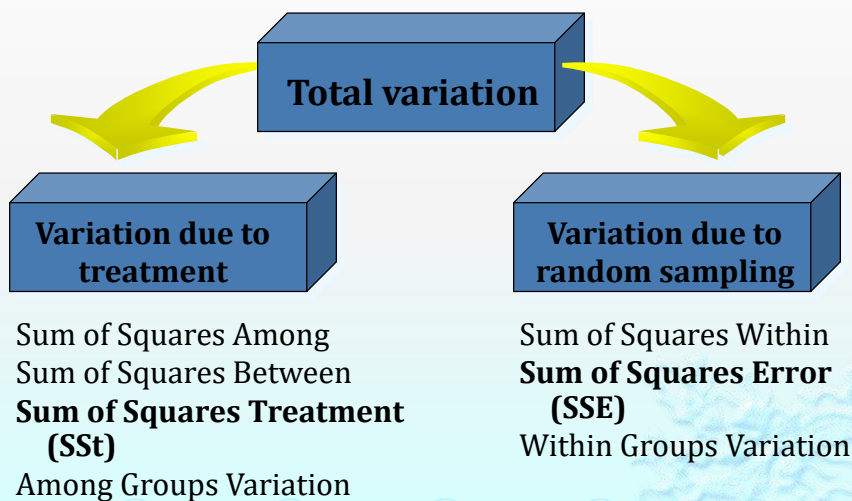 Total variation
Variation due to
treatment
Variation due to
random sampling
Sum of Squares Among
Sum of Squares Between
Sum of Squares Treatment
(SSt)
Among Groups Variation
Sum of Squares Within
Sum of Squares Error
(SSE)
Within Groups Variation